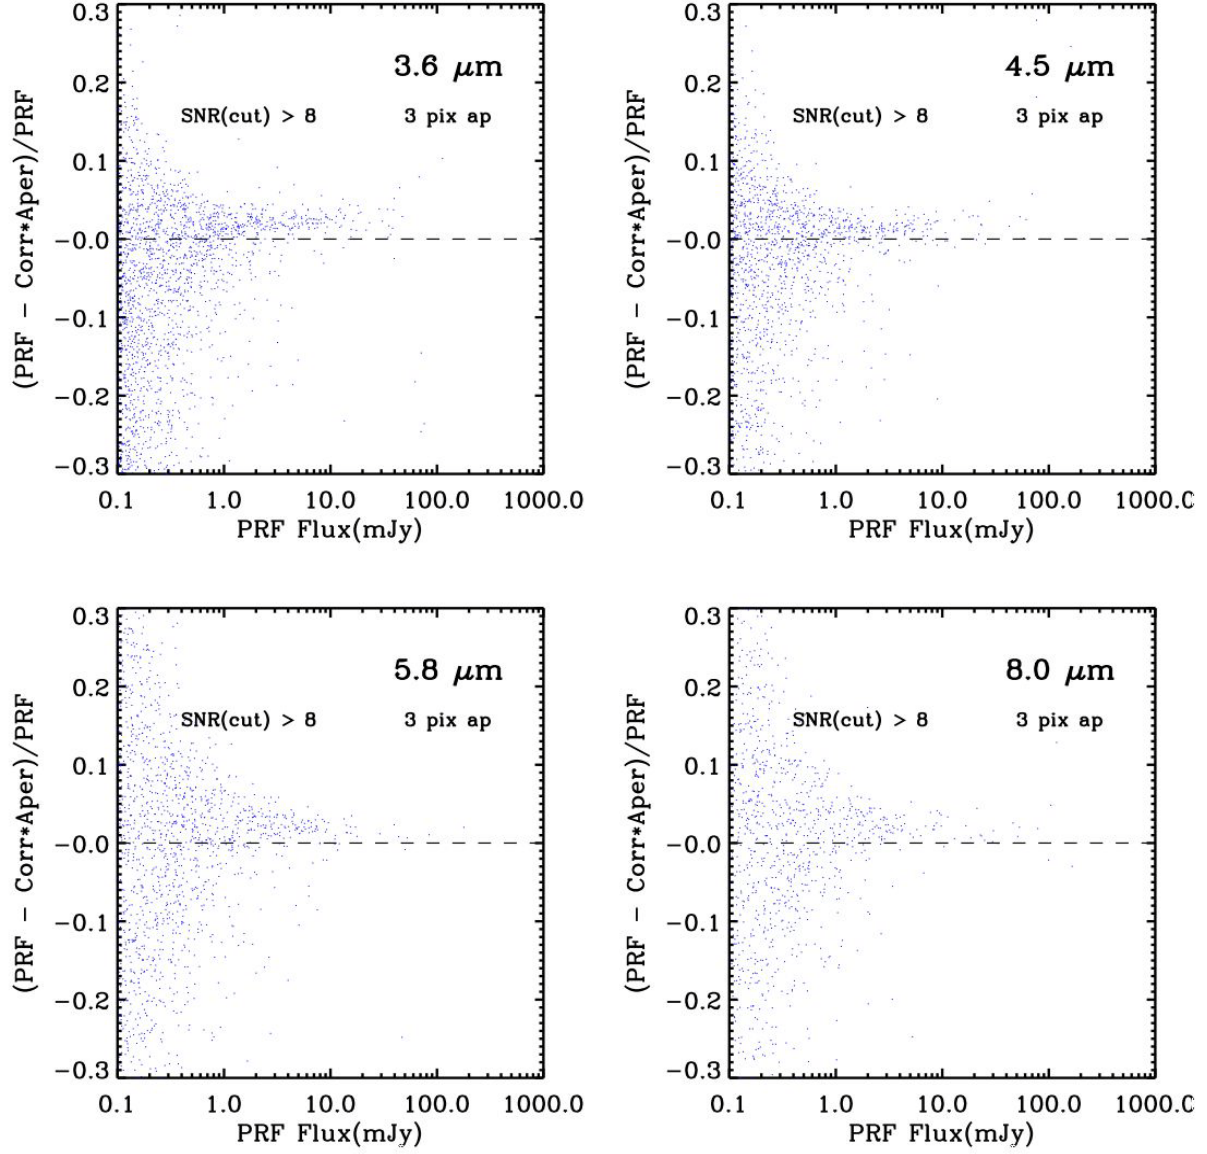 0.3
0.2
0.1
-0.0
-0.1
-0.2
-0.3
(PRF - Corr*Aper)/PRF
3.6 μm
SNR(cut) > 8 3 pix ap
0.1 1.0 10.0 100.0 1000.0
PRF Flux(mJy)
0.3
0.2
0.1
-0.0
-0.1
-0.2
-0.3
(PRF - Corr*Aper)/PRF
4.5 μm
SNR(cut) > 8 3 pix ap
0.1 1.0 10.0 100.0 1000.0
PRF Flux(mJy)
0.3
0.2
0.1
-0.0
-0.1
-0.2
-0.3
(PRF - Corr*Aper)/PRF
5.8 μm
SNR(cut) > 8 3 pix ap
0.1 1.0 10.0 100.0 1000.0
PRF Flux(mJy)
0.3
0.2
0.1
-0.0
-0.1
-0.2
-0.3
(PRF - Corr*Aper)/PRF
8.0 μm
SNR(cut) > 8 3 pix ap
0.1 1.0 10.0 100.0 1000.0
PRF Flux(mJy)